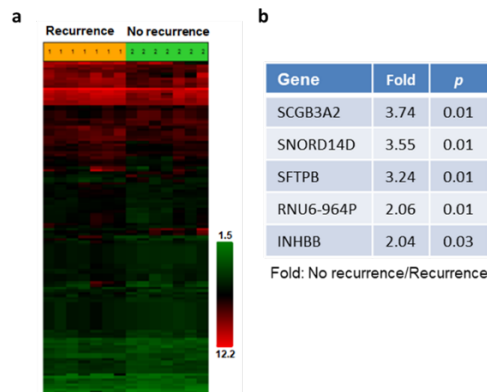 a
Recurrence No recurrence
1 1 1 1 1 1 1 2 2 2 2 2 2 2
1.5
12.2
b
Gene Fold p
SCGB3A2 3.74 0.01
SNORD14D 3.55 0.01
SFTPB 3.24 0.01
RNU6-964P 2.06 0.01
INHBB 2.04 0.03
Fold: No recurrence/Recurrence